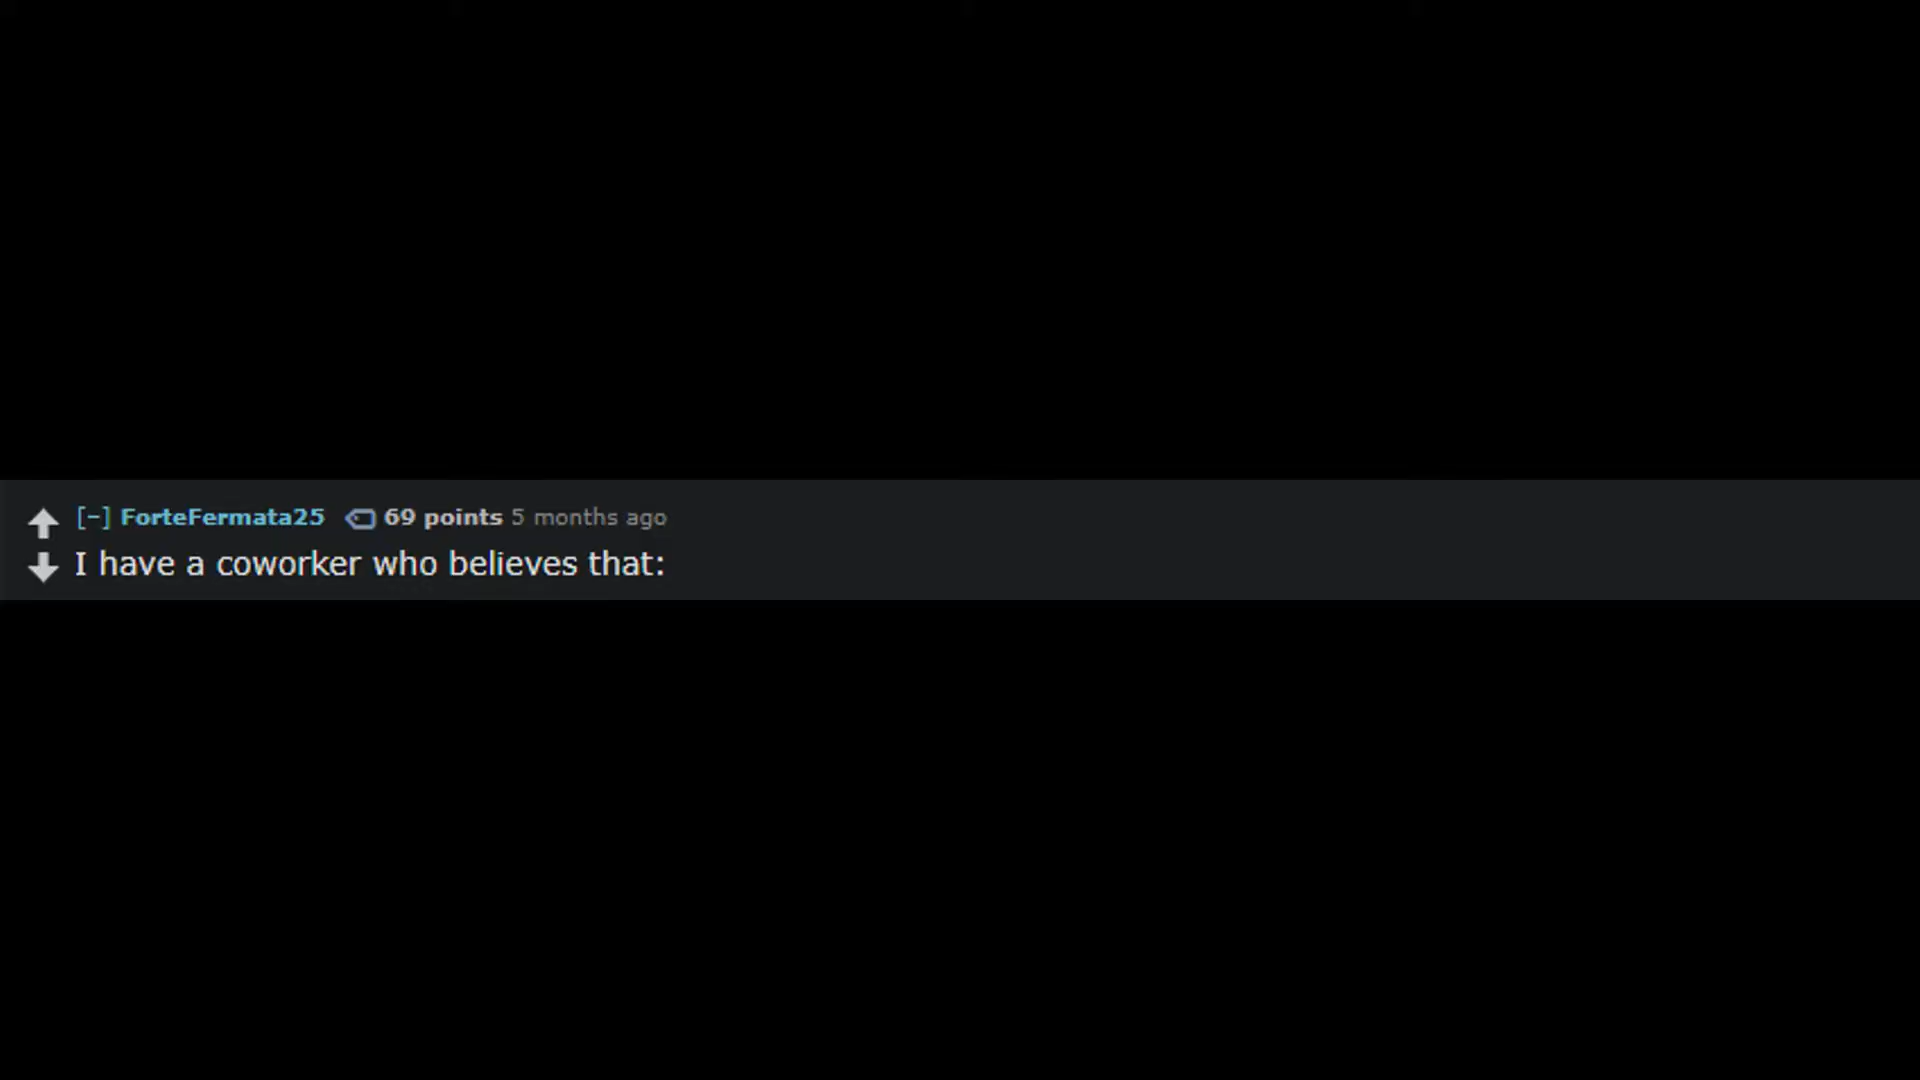 [−] ForteFermata25 69 points 5 months ago
I have a coworker who believes that: